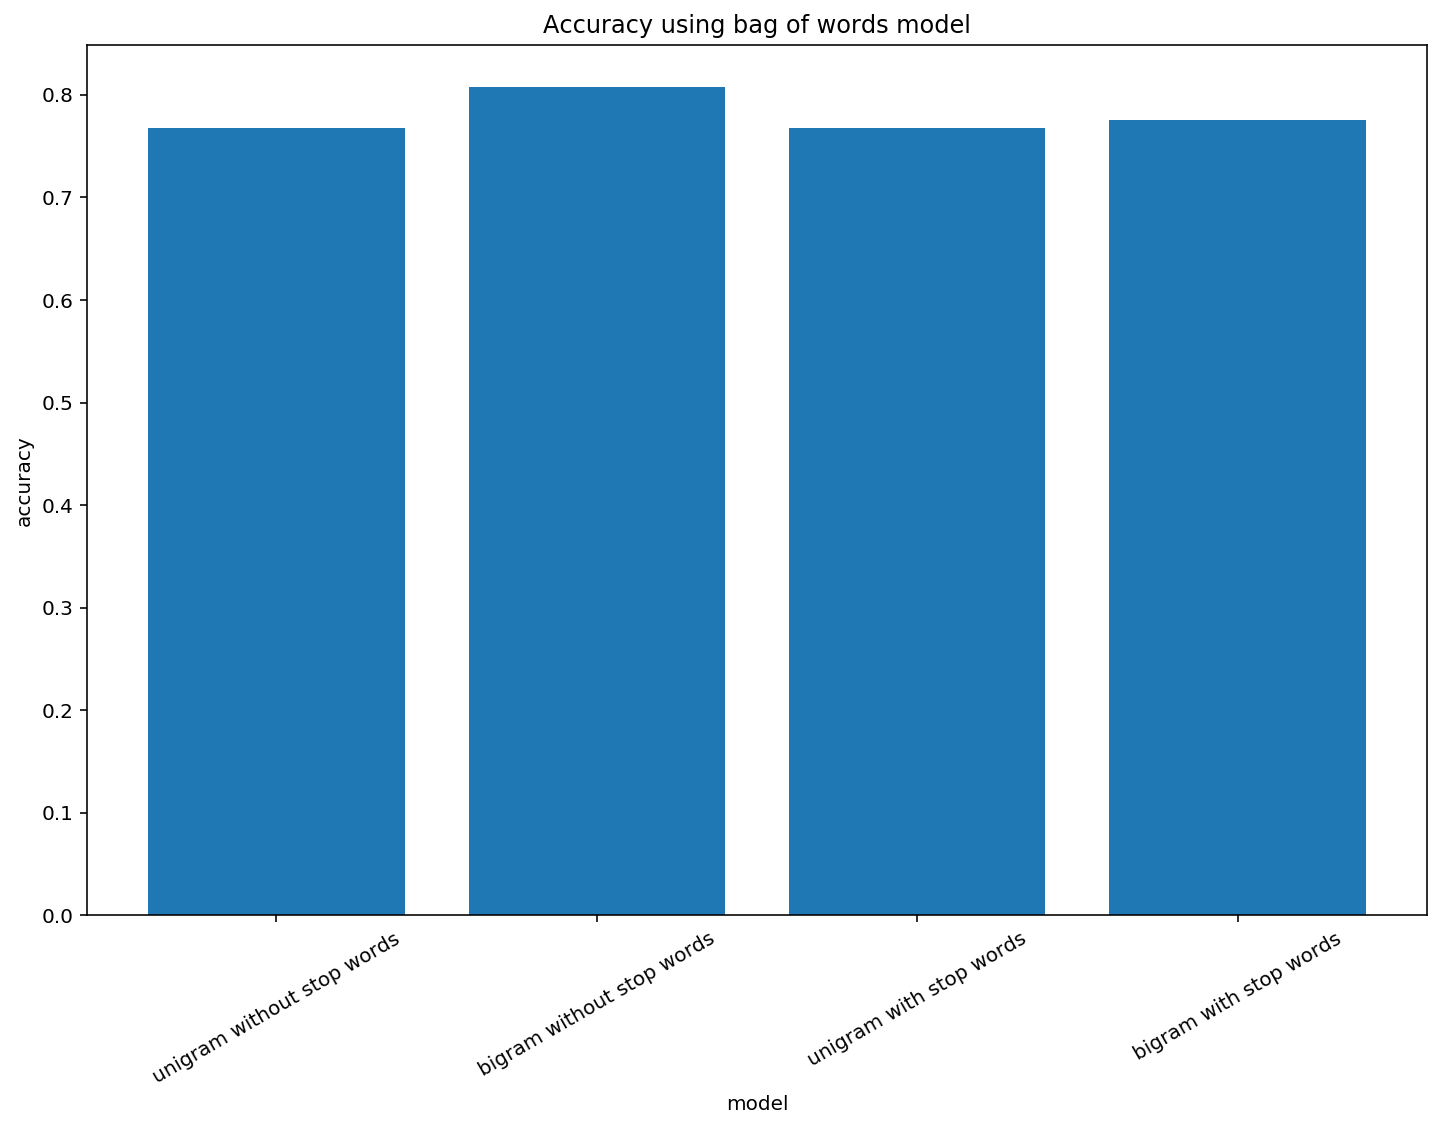 Accuracy using bag of words model
0.8
0.7
0.6
0.5
0.4
0.3
0.2
0.1
0.0
accuracy
unigram without stop words
bigram without stop words
unigram with stop words
bigram with stop words
model